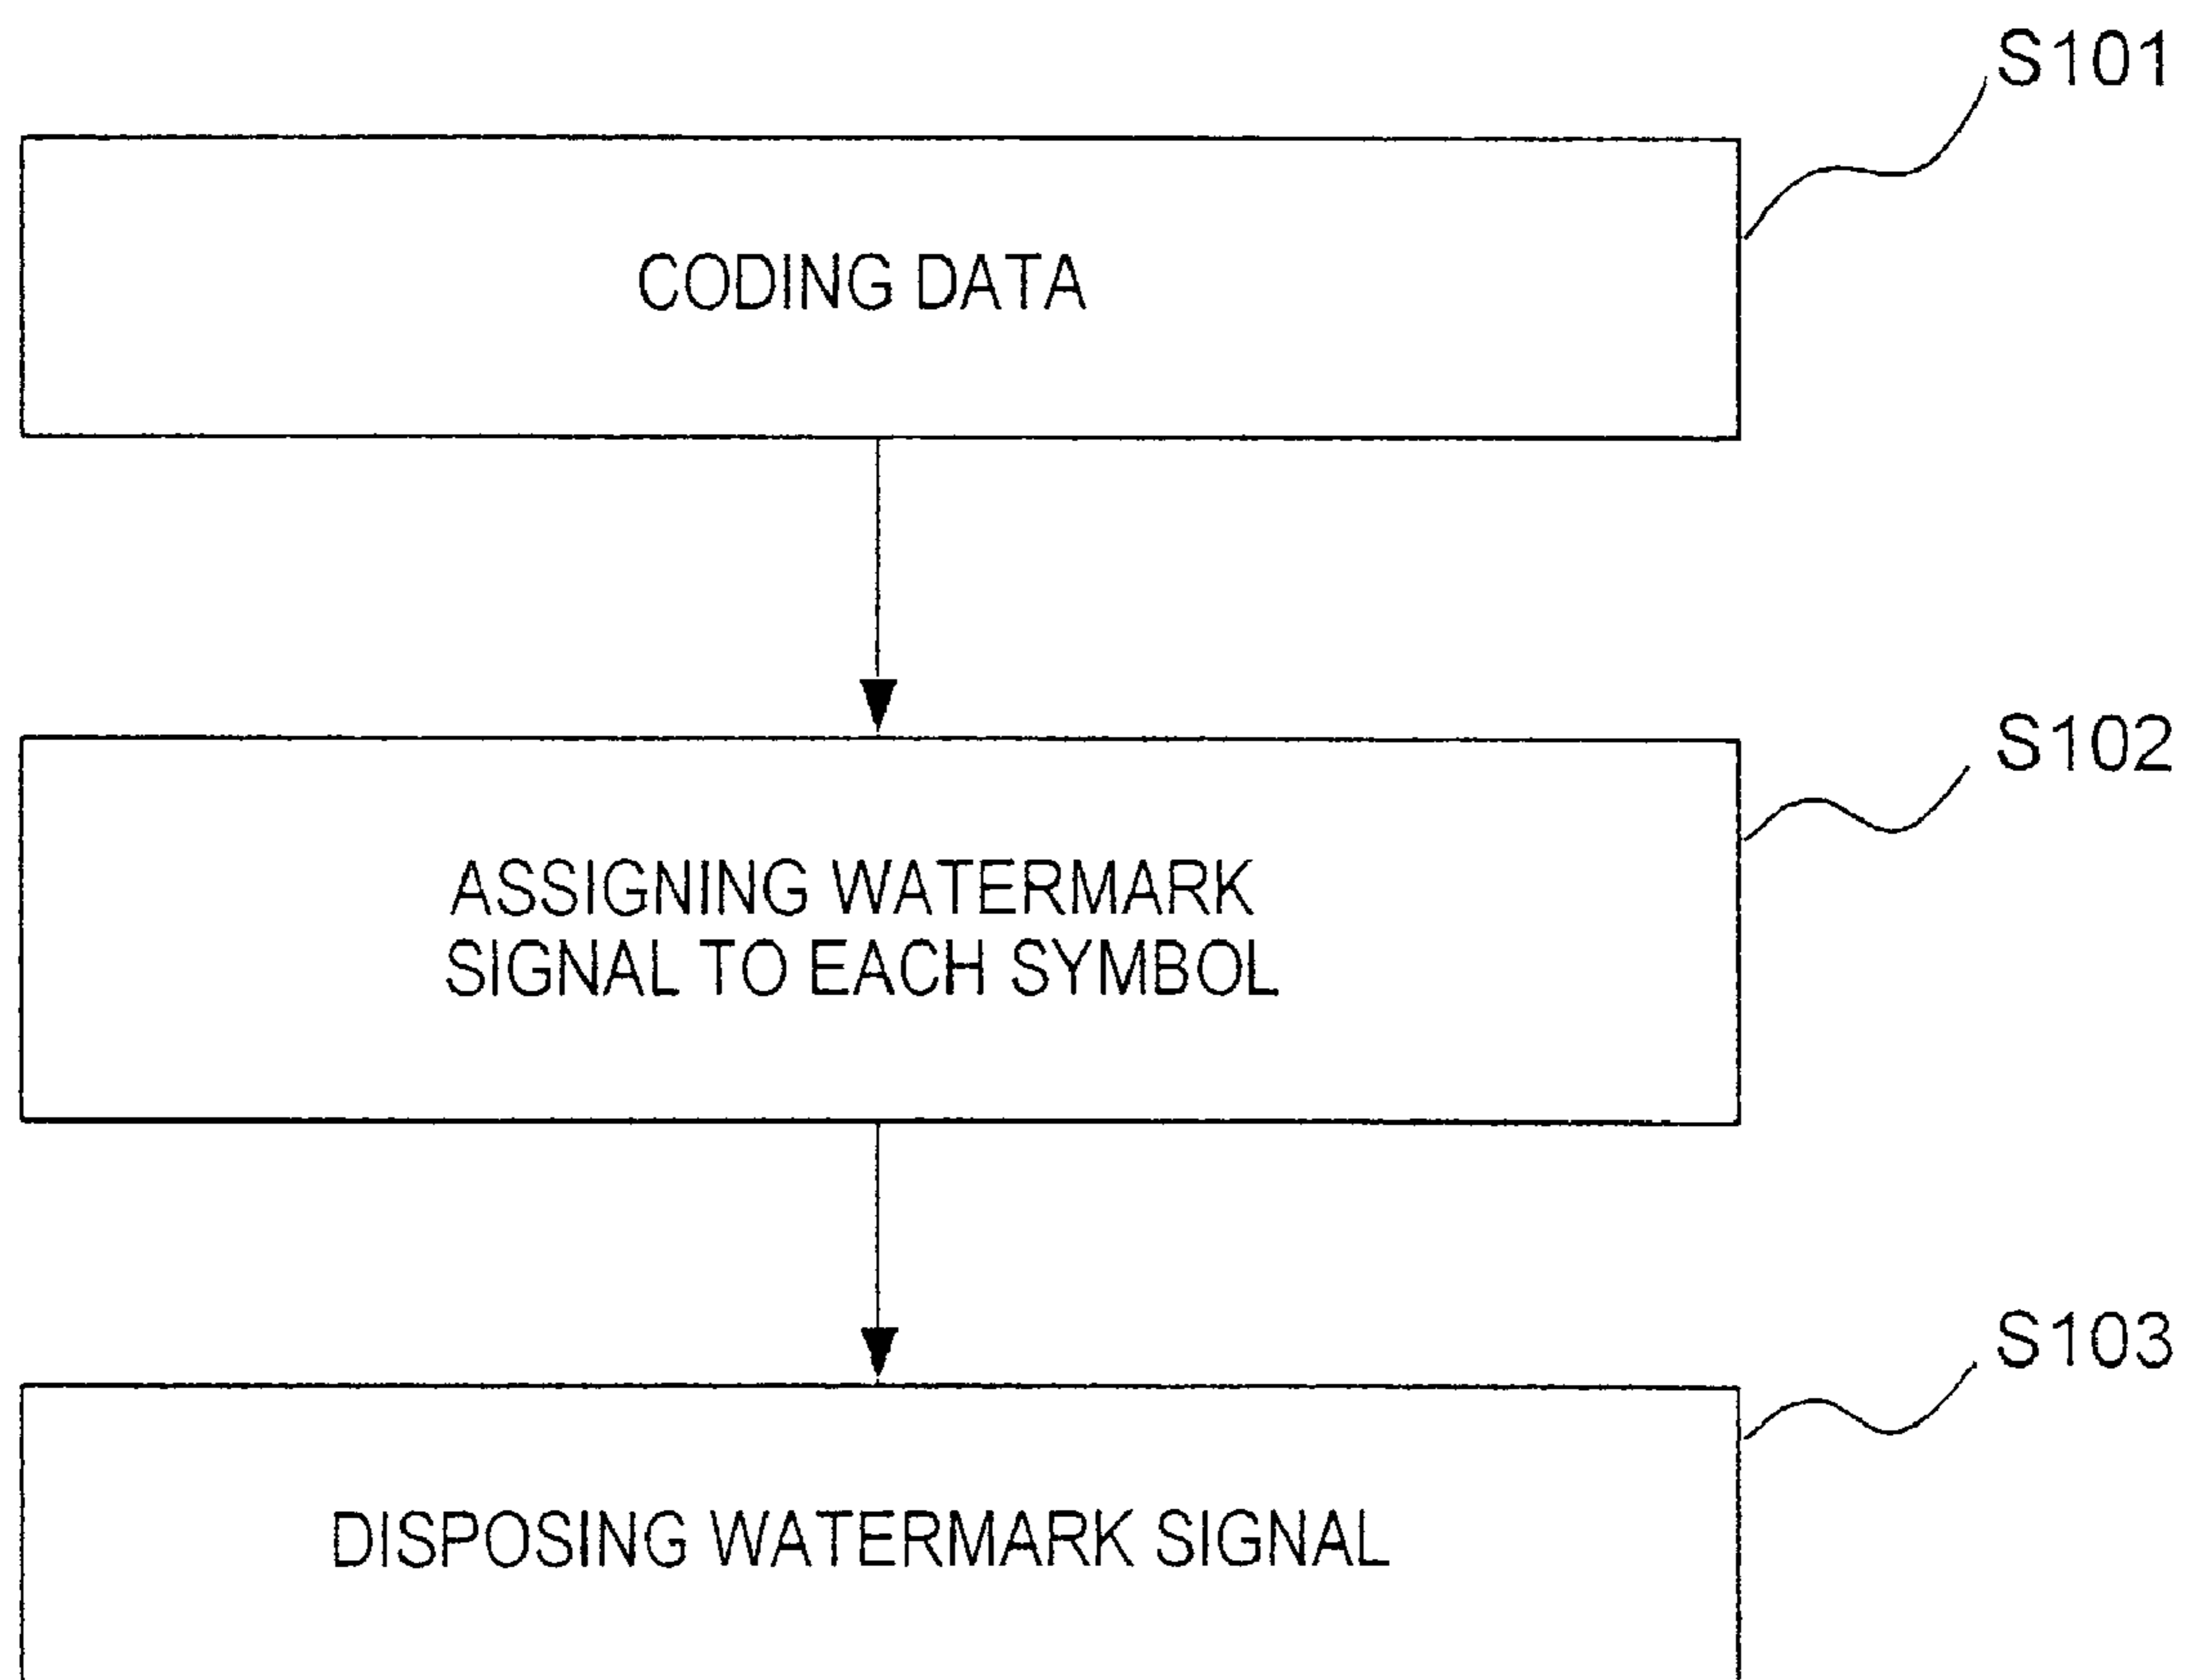 S101
CODING DATA
S102
ASSIGNING WATERMARK
SIGNAL TO EACH SYMBOL
S103
DISPOSING WATERMARK SIGNAL